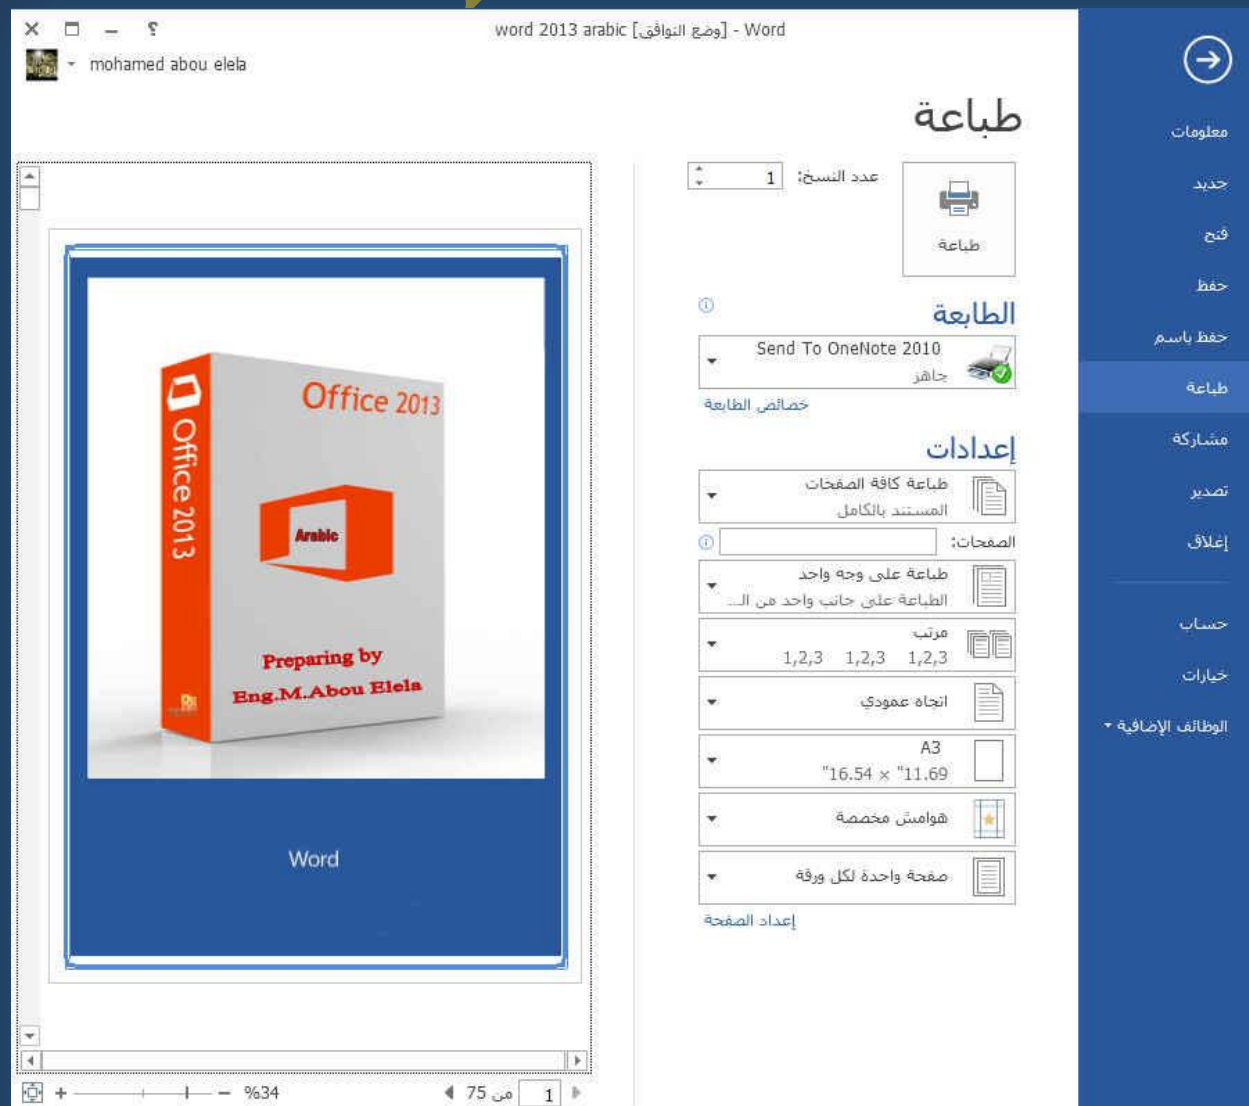 word 2013 arabic [وضع التوافق] - Word
mohamed abou elela
معلومات
جديد
فتح
حفظ
حفظ باسم
طباعة
مشاركة
تصدير
إغلاق
حساب
خيارات
الوظائف الإضافية
طباعة
طباعة
عدد النسخ: 1
الطابعة
Send To OneNote 2010
جاهز
خصائص الطابعة
إعدادات
طباعة كافة الصفحات
المستند بالكامل
الصفحات:
طباعة على وجه واحد
الطباعة على جانب واحد من الـ...
مرتب
1,2,3 1,2,3 1,2,3
اتجاه عمودي
A3
11.69" × 16.54"
هوامش مخصصة
صفحة واحدة لكل ورقة
إعداد الصفحة
Office 2013
Office 2013
Arabic
Preparing by
Eng.M.Abou Elela
Word
1 من 75
%34